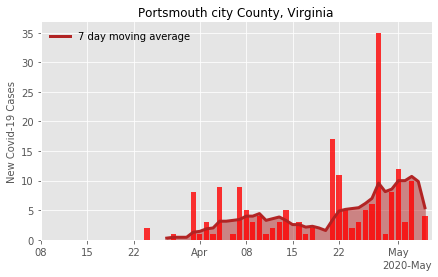 Portsmouth city County, Virginia
7 day moving average
New Covid-19 Cases
35
30
25
20
15
10
5
0
08 15 22 Apr 08 15 22 May
2020-May